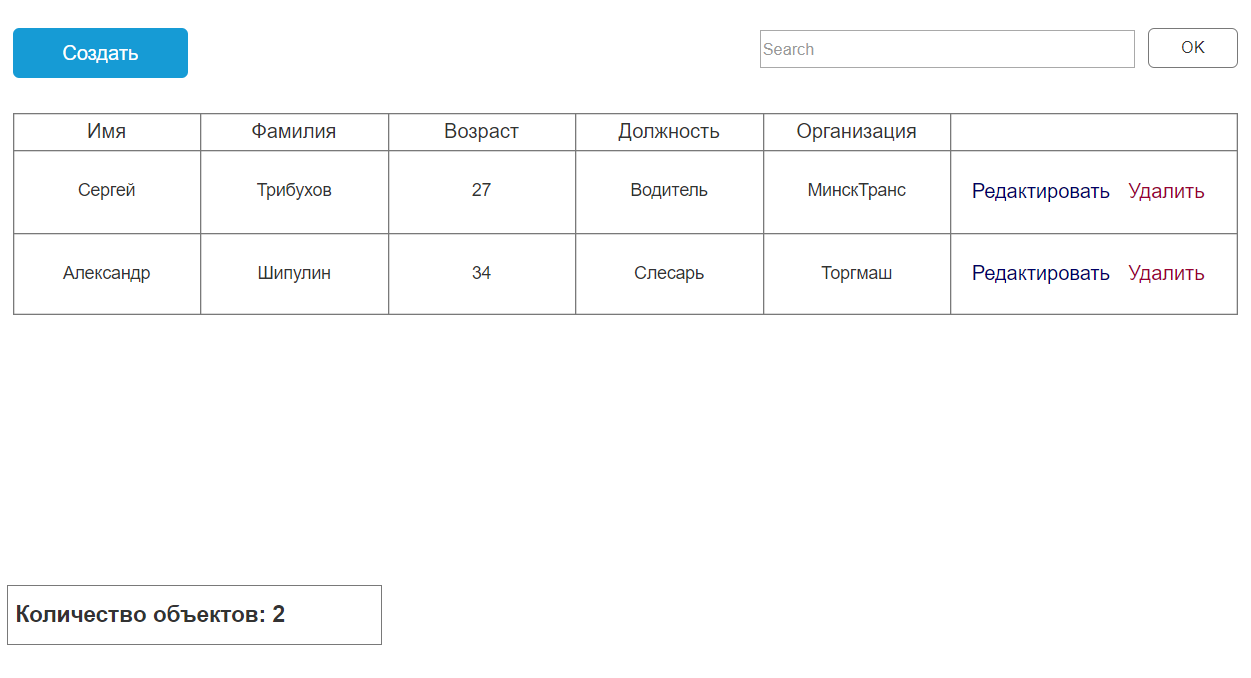 Создать
Search OK
Имя Фамилия Возраст Должность Организация
Сергей Трибухов 27 Водитель МинскТранс Редактировать Удалить
Александр Шипулин 34 Слесарь Торгмаш Редактировать Удалить
Количество объектов: 2